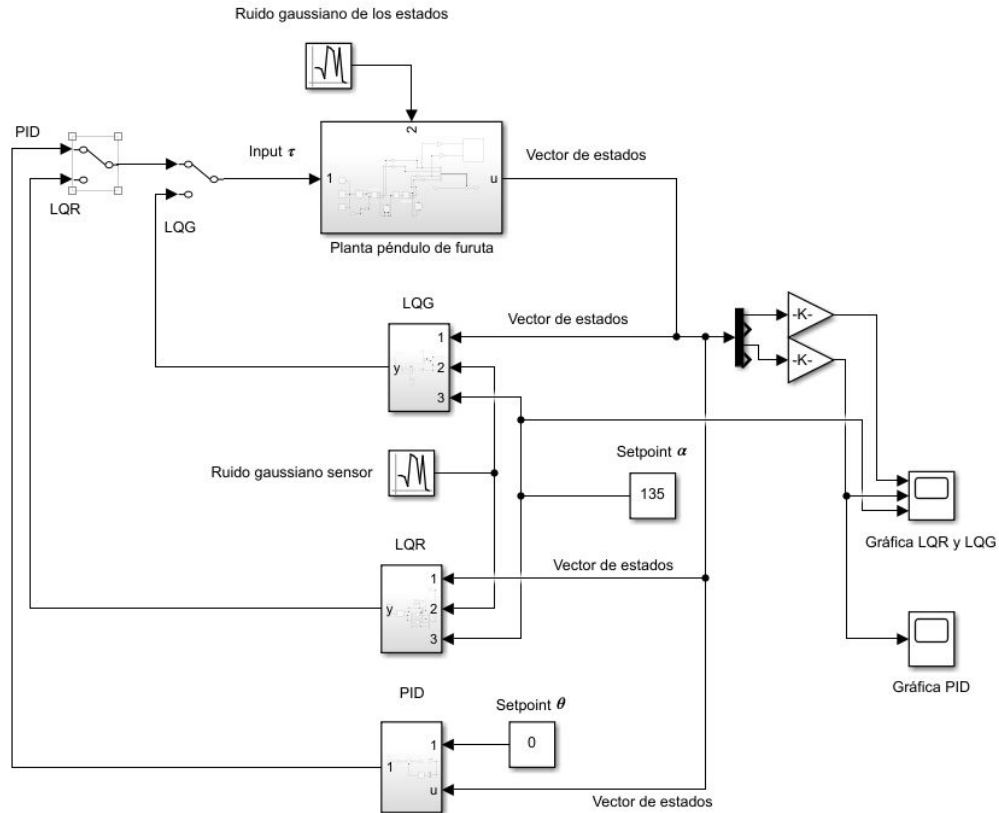 Ruido gaussiano de los estados
PID
Input τ
2
Vector de estados
1
u
LQR
LQG
Planta péndulo de furuta
LQG
Vector de estados
-K-
1
y
2
-K-
3
Setpoint α
Ruido gaussiano sensor
135
Gráfica LQR y LQG
LQR
Vector de estados
1
y
2
3
Gráfica PID
PID
Setpoint θ
1
0
1
u
Vector de estados